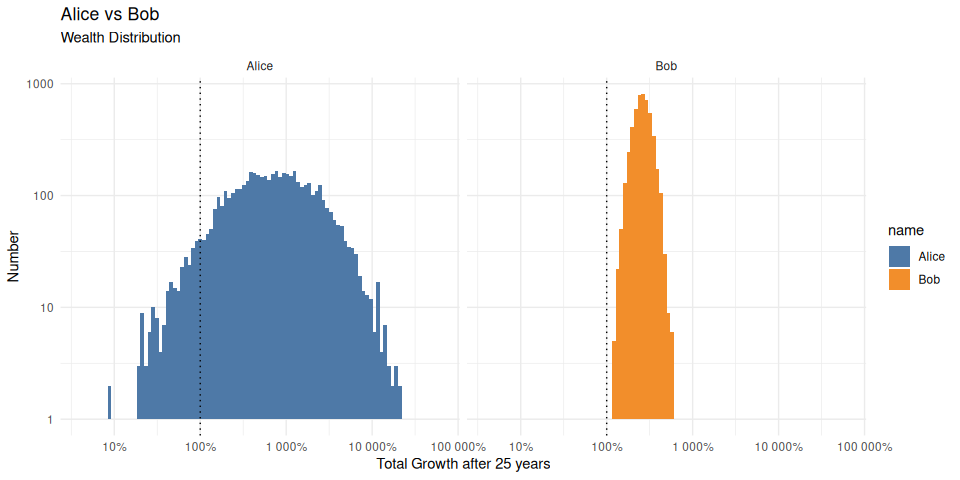 Alice vs Bob
Wealth Distribution
Alice
Bob
1000
100
10
1
Number
10%
100%
1 000%
10 000%
100 000%
10%
100%
1 000%
10 000%
100 000%
Total Growth after 25 years
name
Alice
Bob